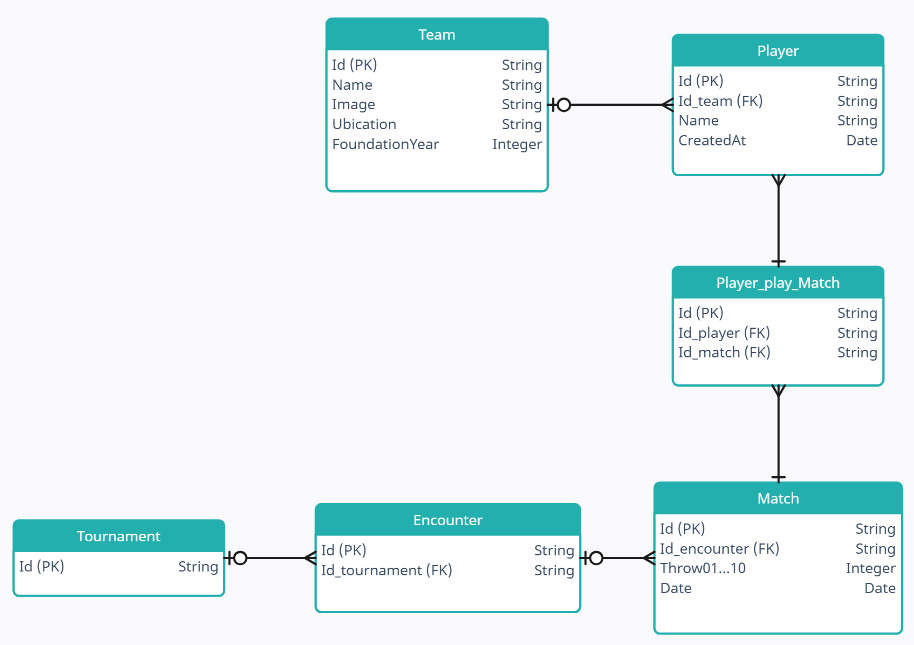 Team
Id (PK) String
Name String
Image String
Ubication String
FoundationYear Integer
Player
Id (PK) String
Id_team (FK) String
Name String
CreatedAt Date
Player_play_Match
Id (PK) String
Id_player (FK) String
Id_match (FK) String
Tournament
Id (PK) String
Encounter
Id (PK) String
Id_tournament (FK) String
Match
Id (PK) String
Id_encounter (FK) String
Throw01...10 Integer
Date Date